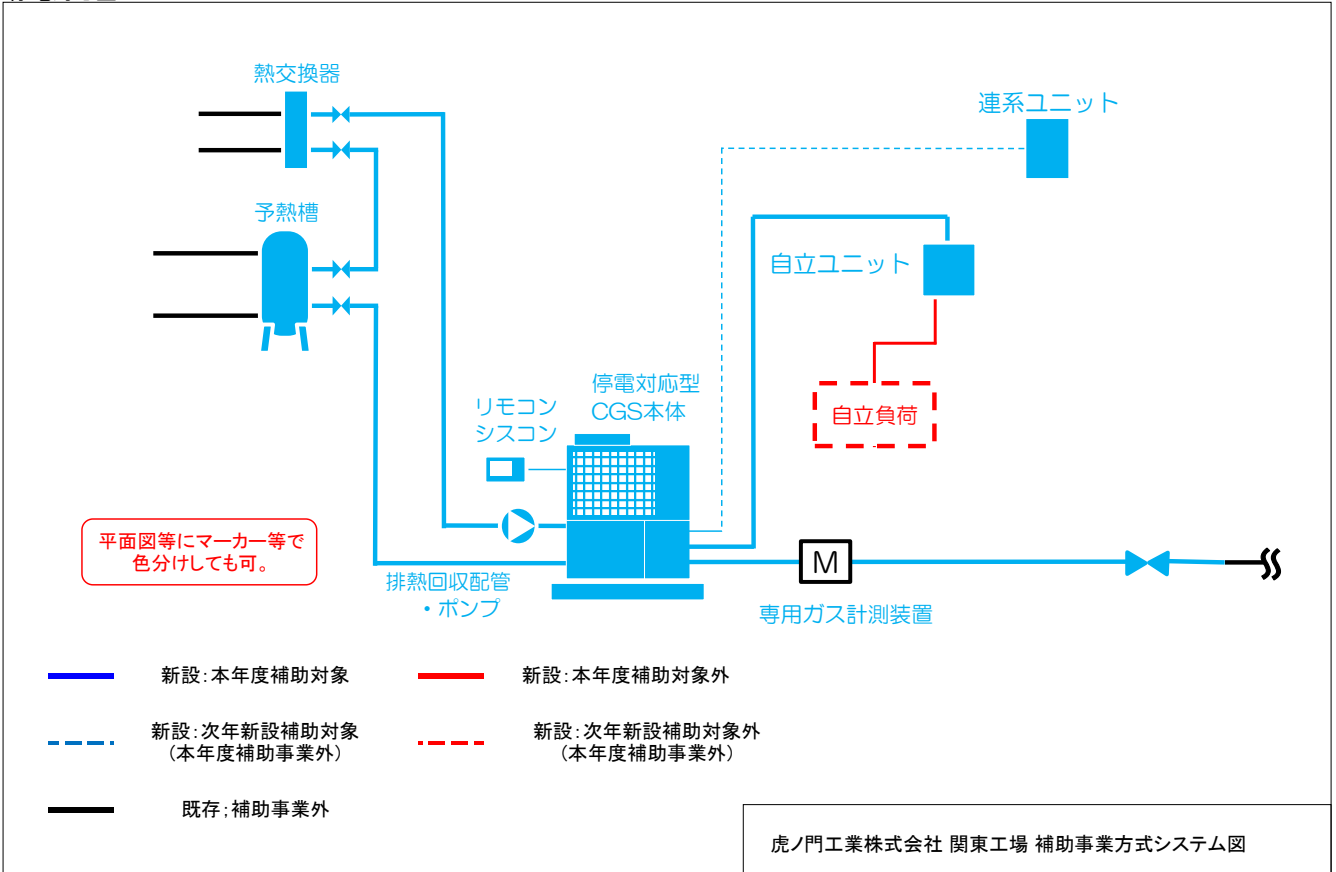 熱交換器
連系ユニット
予熱槽
自立ユニット
停電対応型
CGS本体
リモコン
シスコン
自立負荷
平面図等にマーカー等で
色分けしても可。
M
排熱回収配管
・ポンプ
専用ガス計測装置
新設:本年度補助対象
新設:本年度補助対象外
新設:次年新設補助対象
(本年度補助事業外)
新設:次年新設補助対象外
(本年度補助事業外)
既存;補助事業外
虎ノ門工業株式会社 関東工場 補助事業方式システム図